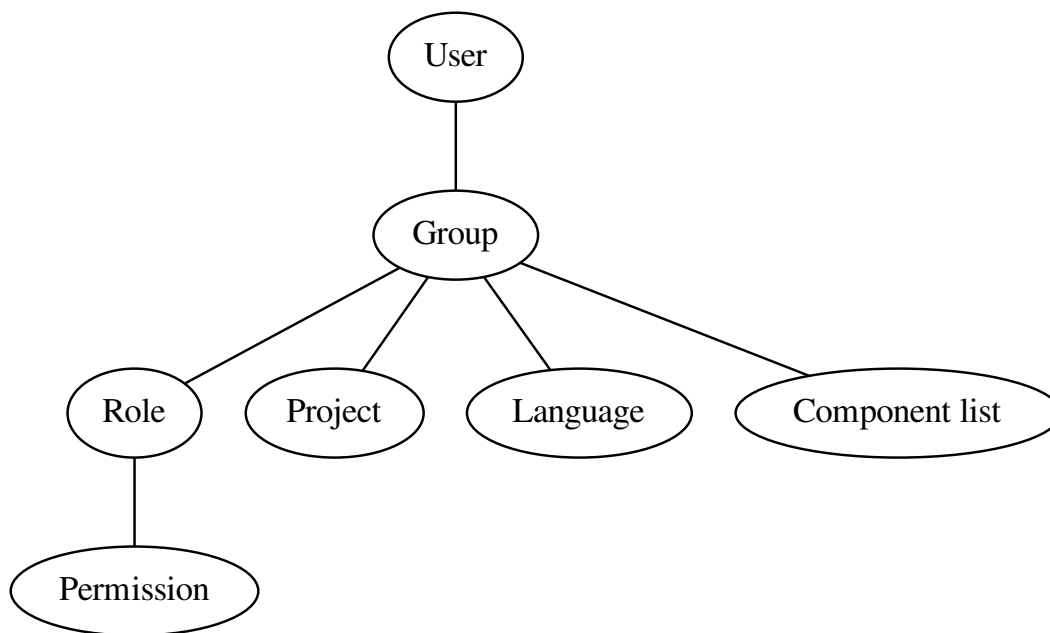 User
Group
Role
Project
Language
Component list
Permission